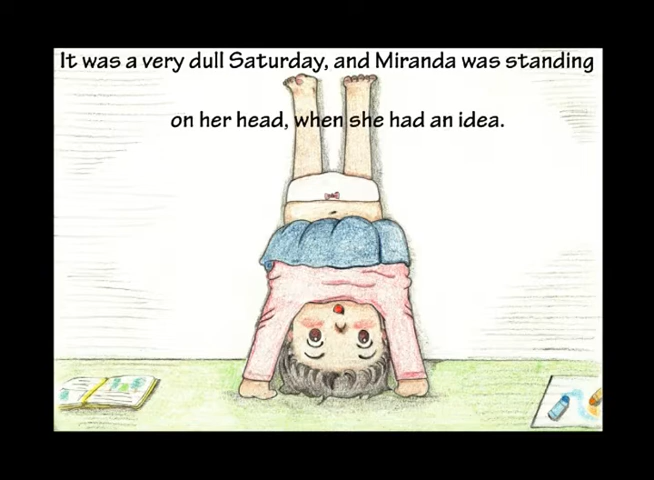 It was a very dull Saturday, and Miranda was standing
on her head, when she had an idea.